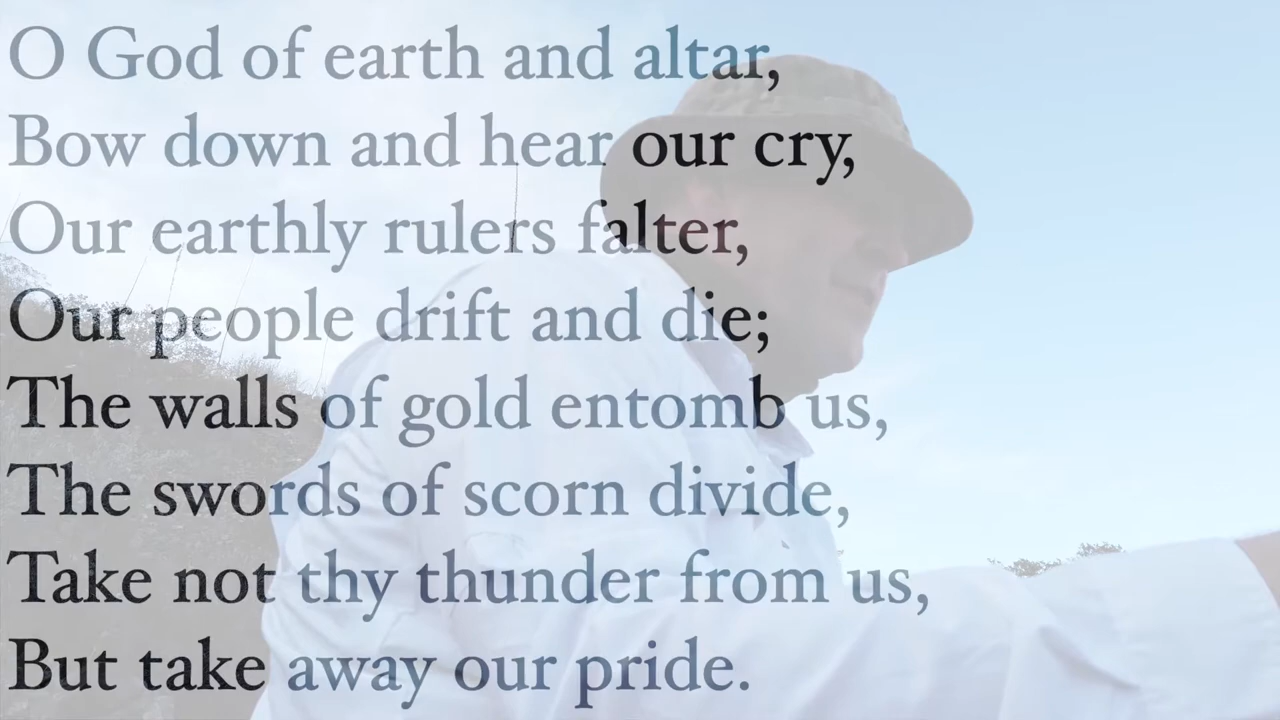 O God of earth and altar,
Bow down and hear our cry,
Our earthly rulers falter,
Our people drift and die;
The walls of gold entomb us,
The swords of scorn divide,
Take not thy thunder from us,
But take away our pride.